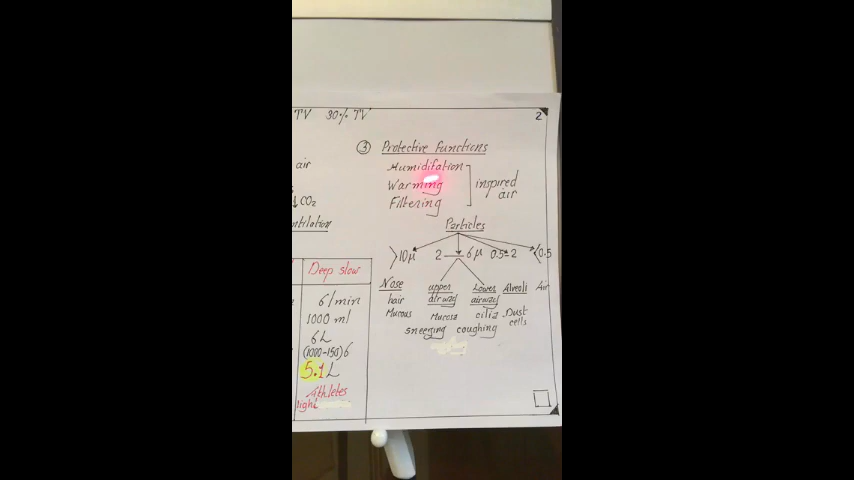 TV 30% TV
2
③ Protective Functions
Humidifation
Warming
Filtering
inspired
air
Particles
>10μ 2 — 6μ 0.5-2 <0.5
Nose
hair
Mucous
upper
airway
Mucosa
sneezing
Lower
airway
cilia
coughing
Alveoli
Dust
cells
Air
air
↓CO₂
ntilation
Deep slow
6/min
1000 ml
6L
(1000-150)6
5.1L
Athletes
light